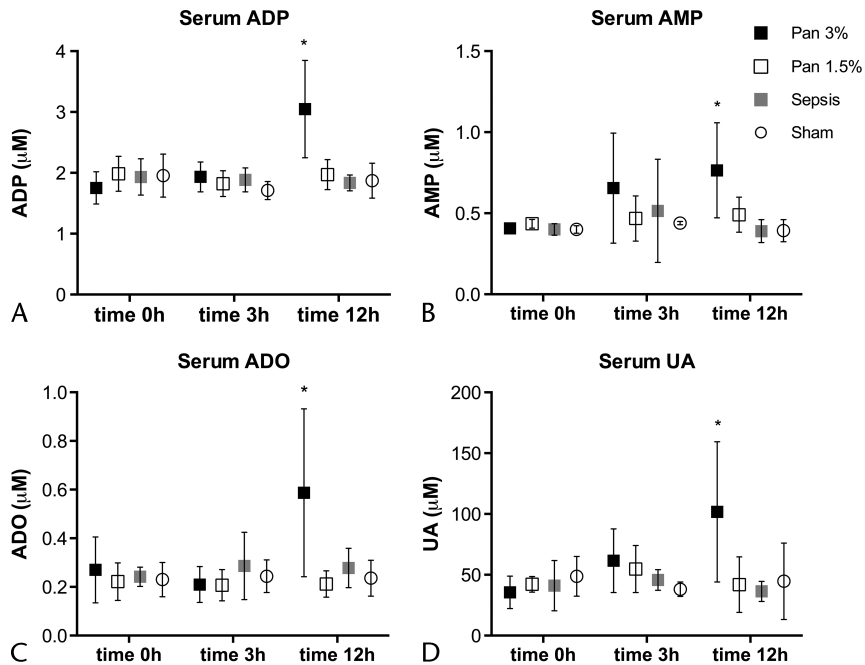 Serum ADP
*
4
3
2
1
0
ADP (μM)
time 0h
time 3h
time 12h
A
Serum AMP
*
1.5
1.0
0.5
0.0
AMP (μM)
time 0h
time 3h
time 12h
B
Pan 3%
Pan 1.5%
Sepsis
Sham
Serum ADO
*
1.0
0.8
0.6
0.4
0.2
0.0
ADO (μM)
time 0h
time 3h
time 12h
C
Serum UA
*
200
150
100
50
0
UA (μM)
time 0h
time 3h
time 12h
D